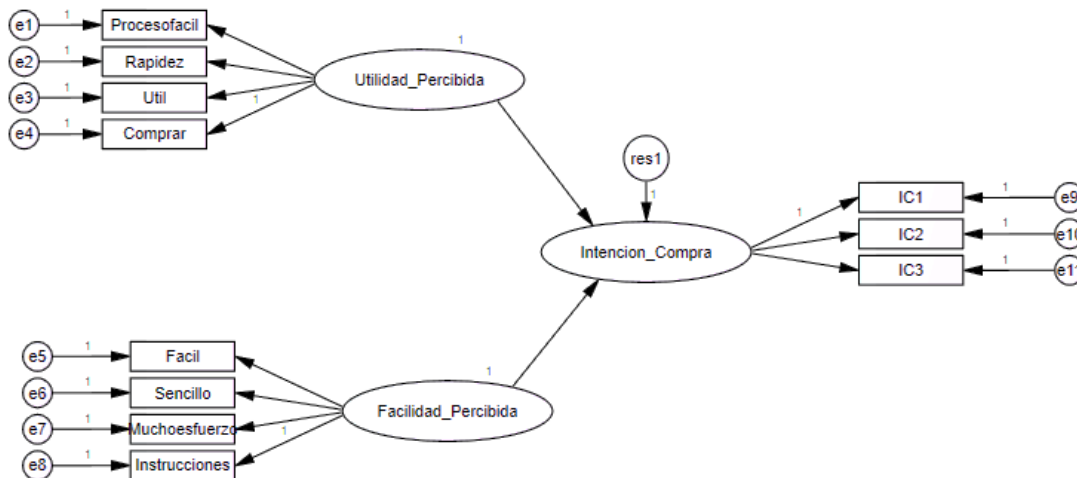 e1 1 Procesofacil
e2 1 Rapidez
e3 1 Util
e4 1 Comprar
1
1
Utilidad_Percibida
res1
1
Intencion_Compra
1
IC1 1 e9
IC2 1 e10
IC3 1 e11
e5 1 Facil
e6 1 Sencillo
e7 1 Muchoesfuerzo
e8 1 Instrucciones
1
1
Facilidad_Percibida